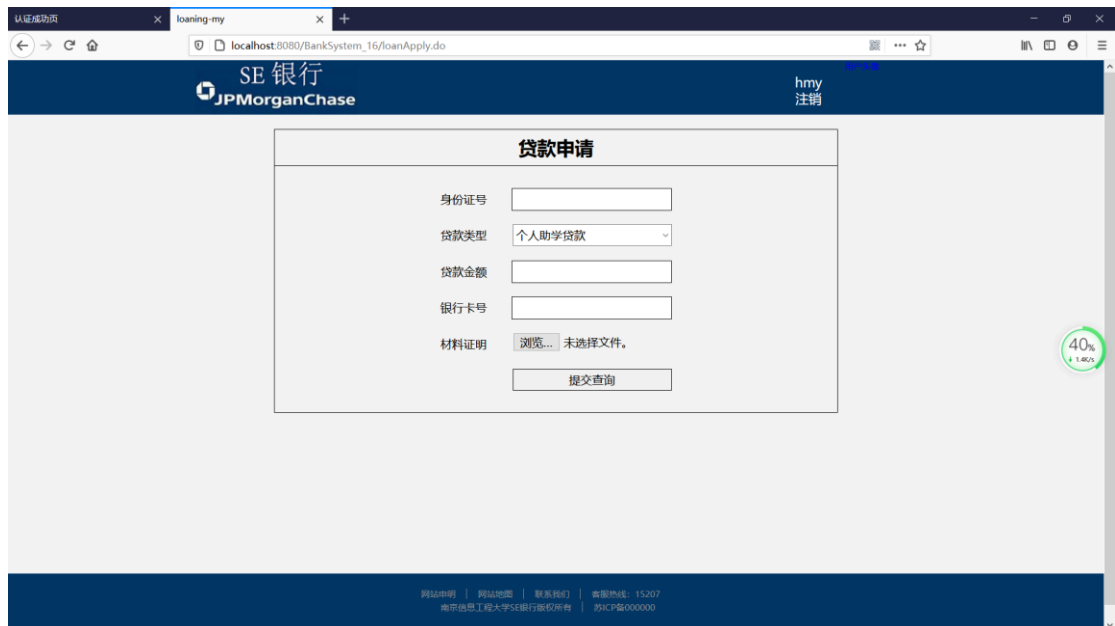 认证成功页
loaning-my
localhost:8080/BankSystem_16/loanApply.do
SE 银行
JPMorganChase
hmy
注销
贷款申请
身份证号
贷款类型 个人助学贷款
贷款金额
银行卡号
材料证明 浏览... 未选择文件。
提交查询
40%
1.4K/s
网站申明 | 网站地图 | 联系我们 | 客服热线：15207
南京信息工程大学SE银行版权所有 | 苏ICP备000000